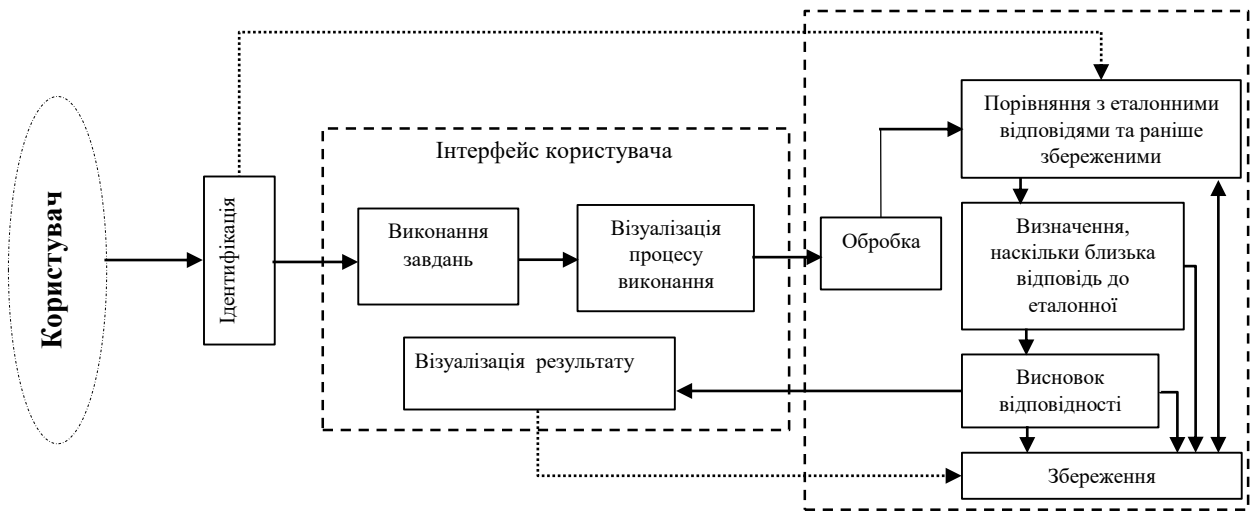 Користувач
Ідентифікація
Інтерфейс користувача
Виконання
завдань
Візуалізація
процесу
виконання
Візуалізація результату
Обробка
Порівняння з еталонними
відповідями та раніше
збереженими
Визначення,
наскільки близька
відповідь до
еталонної
Висновок
відповідності
Збереження